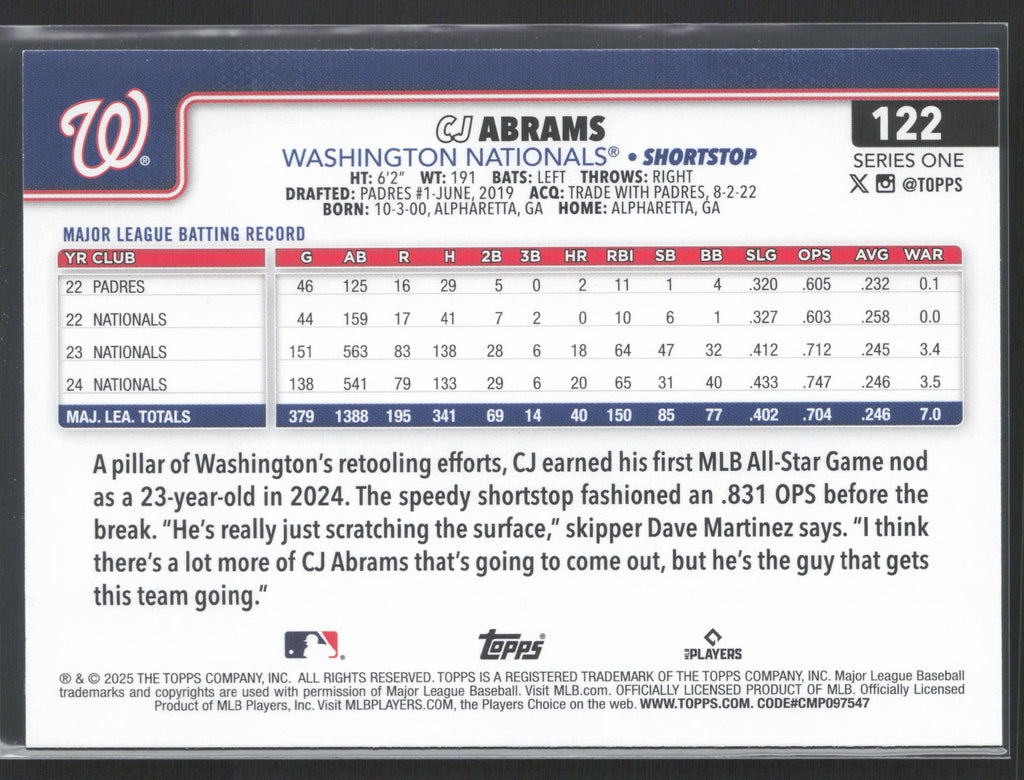 W®
CJ ABRAMS
122
WASHINGTON NATIONALS® • SHORTSTOP
SERIES ONE
HT: 6'2" WT: 191 BATS: LEFT THROWS: RIGHT
X @TOPPS
DRAFTED: PADRES #1-JUNE, 2019 ACQ: TRADE WITH PADRES, 8-2-22
BORN: 10-3-00, ALPHARETTA, GA HOME: ALPHARETTA, GA
MAJOR LEAGUE BATTING RECORD
YR CLUB G AB R H 2B 3B HR RBI SB BB SLG OPS AVG WAR
22 PADRES 46 125 16 29 5 0 2 11 1 4 .320 .605 .232 0.1
22 NATIONALS 44 159 17 41 7 2 0 10 6 1 .327 .603 .258 0.0
23 NATIONALS 151 563 83 138 28 6 18 64 47 32 .412 .712 .245 3.4
24 NATIONALS 138 541 79 133 29 6 20 65 31 40 .433 .747 .246 3.5
MAJ. LEA. TOTALS 379 1388 195 341 69 14 40 150 85 77 .402 .704 .246 7.0
A pillar of Washington's retooling efforts, CJ earned his first MLB All-Star Game nod
as a 23-year-old in 2024. The speedy shortstop fashioned an .831 OPS before the
break. "He's really just scratching the surface," skipper Dave Martinez says. "I think
there's a lot more of CJ Abrams that's going to come out, but he's the guy that gets
this team going."
Topps® MLB PLAYERS
® & © 2025 THE TOPPS COMPANY, INC. ALL RIGHTS RESERVED. TOPPS IS A REGISTERED TRADEMARK OF THE TOPPS COMPANY, INC. Major League Baseball
trademarks and copyrights are used with permission of Major League Baseball. Visit MLB.com. OFFICIALLY LICENSED PRODUCT OF MLB. Officially Licensed
Product of MLB Players, Inc. Visit MLBPLAYERS.COM, the Players Choice on the web. WWW.TOPPS.COM. CODE#CMP097547